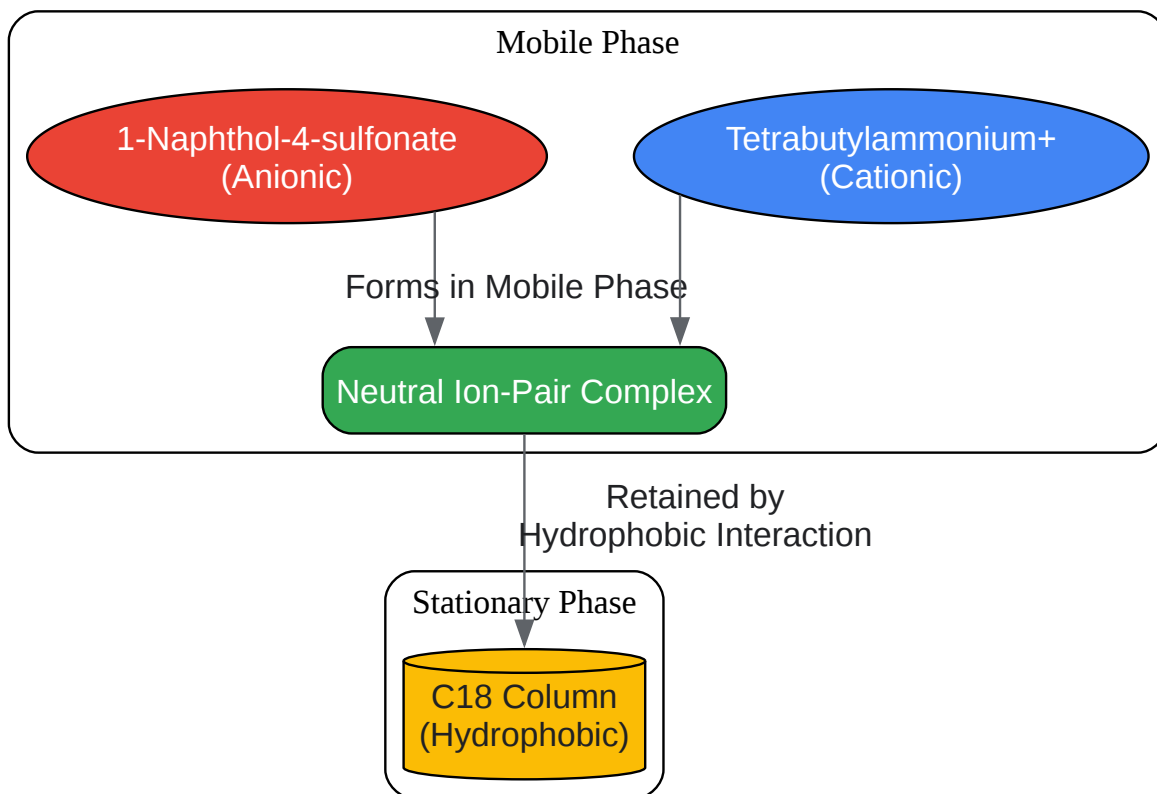 Mobile Phase
1-Naphthol-4-sulfonate
(Anionic)
Tetrabutylammonium+
(Cationic)
Forms in Mobile Phase
Neutral Ion-Pair Complex
Retained by
Hydrophobic Interaction
Stationary Phase
C18 Column
(Hydrophobic)